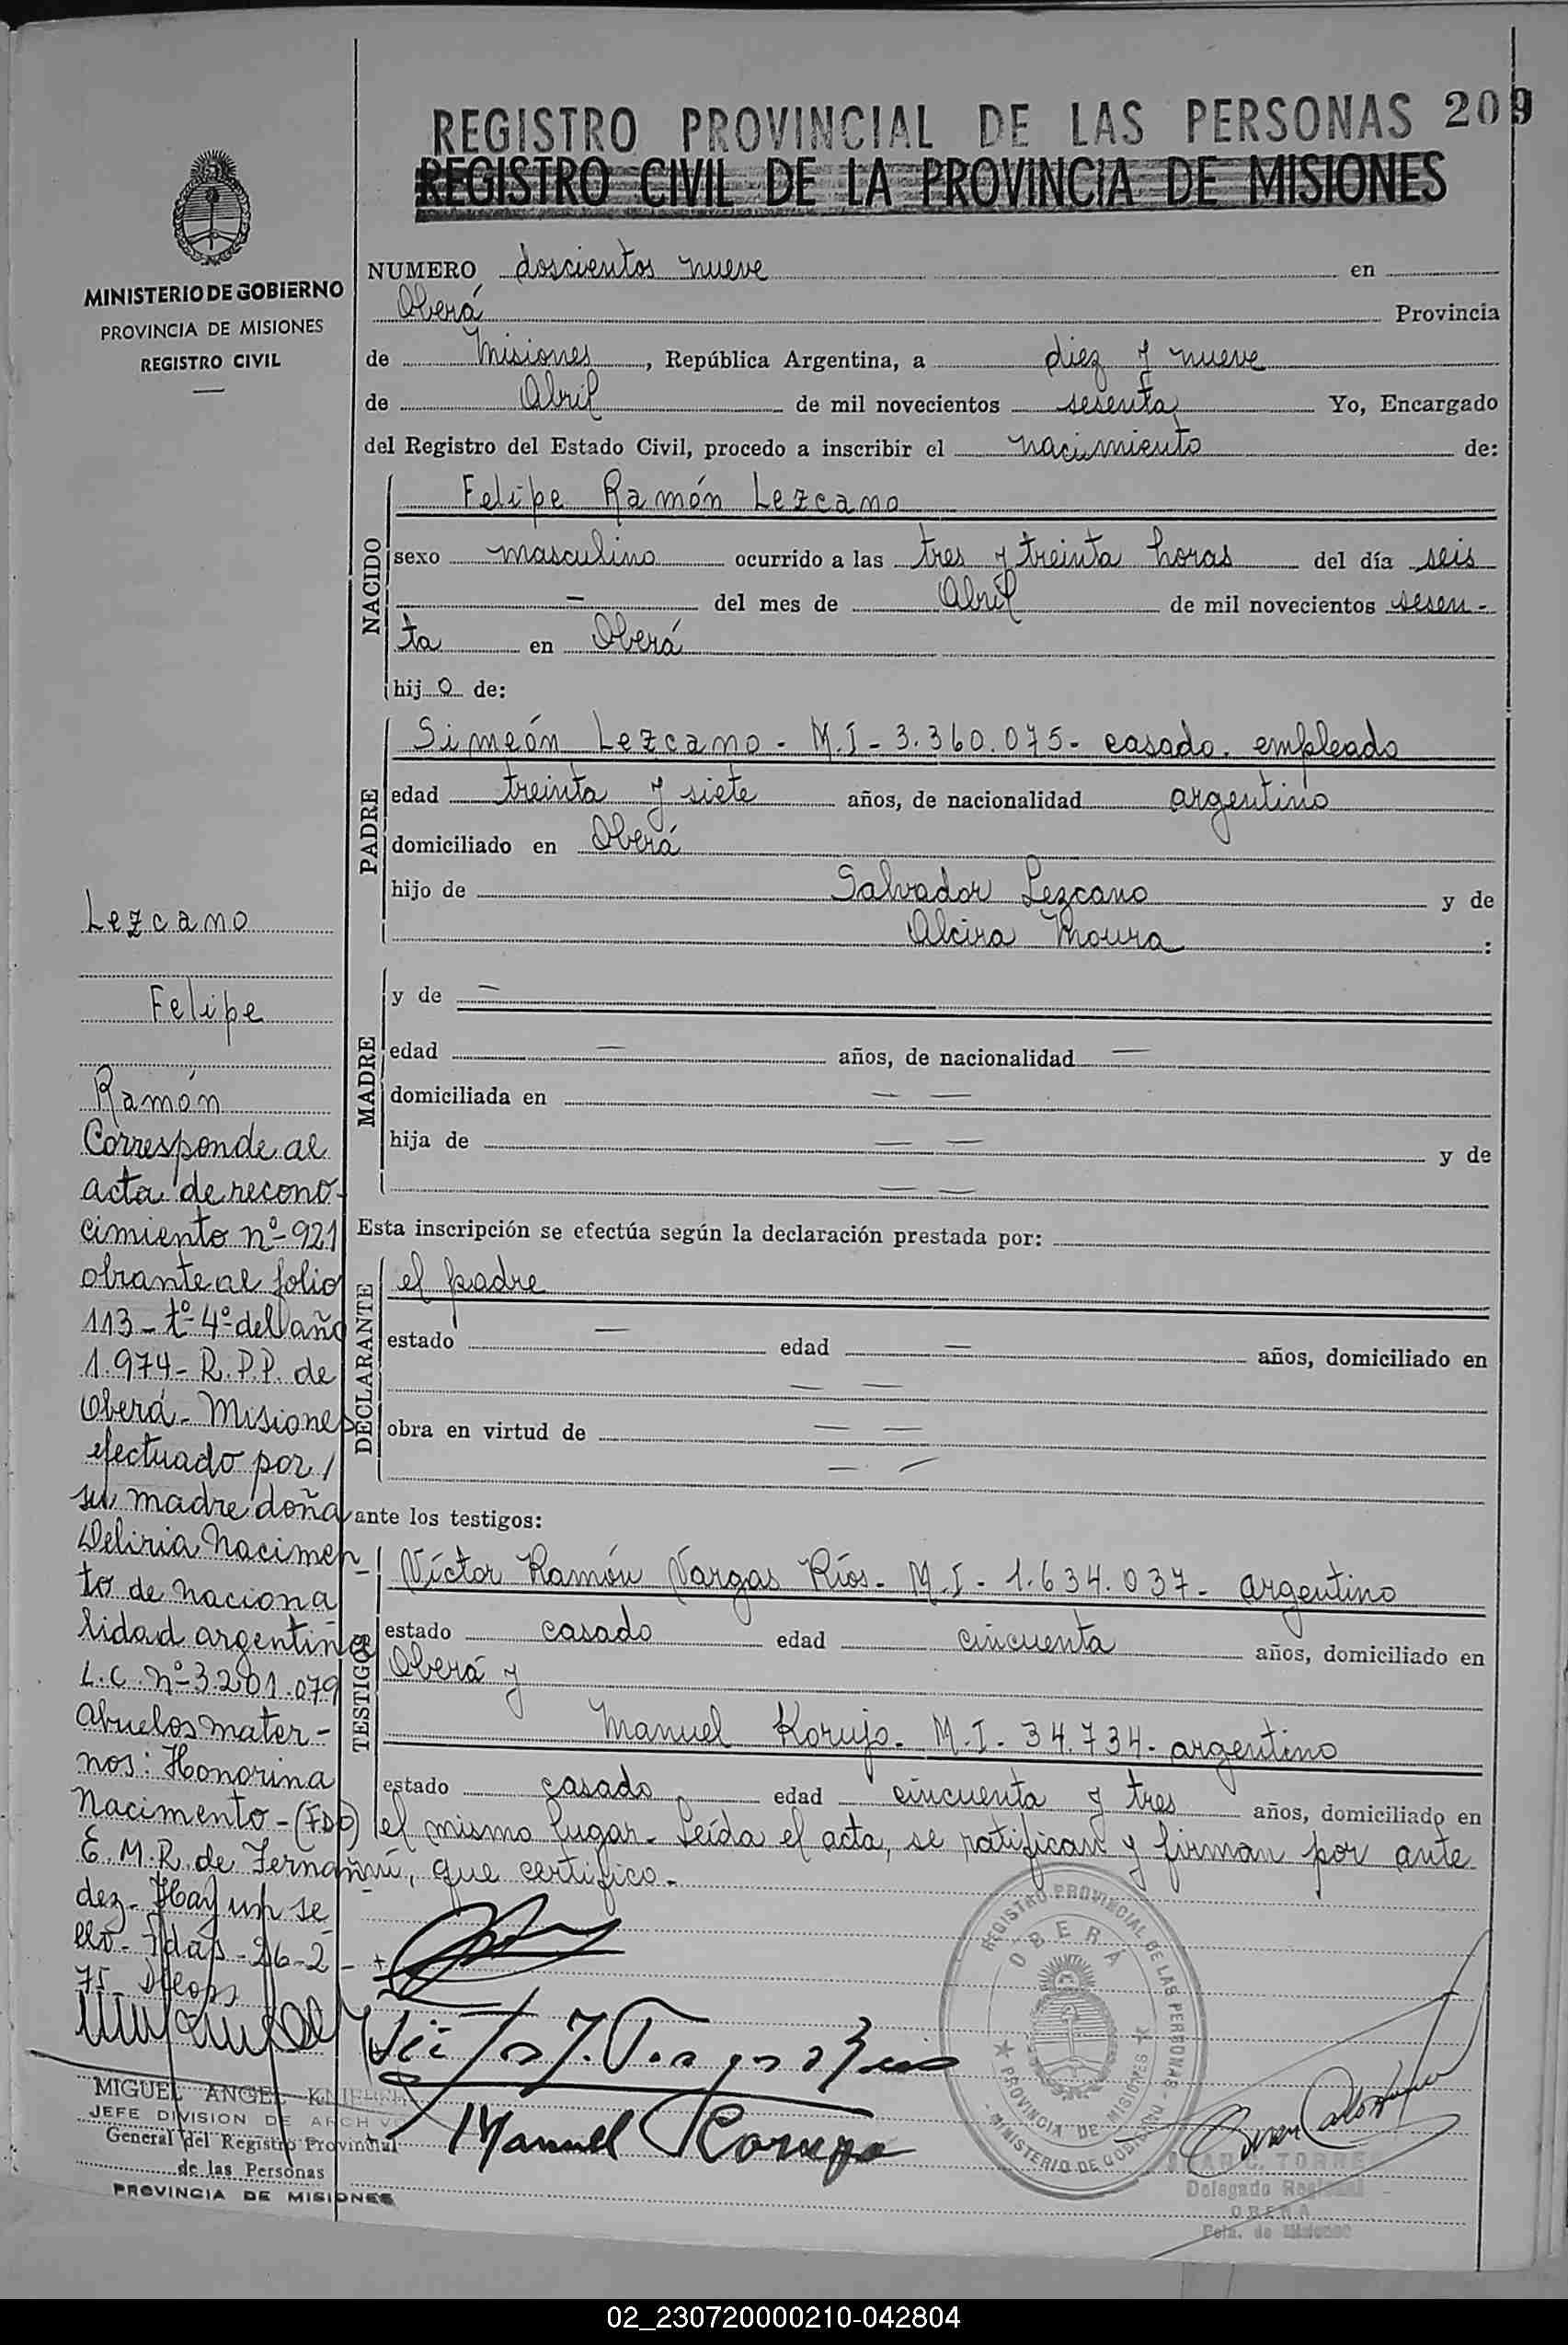 REGISTRO PROVINCIAL DE LAS PERSONAS 209
REGISTRO CIVIL DE LA PROVINCIA DE MISIONES
MINISTERIO DE GOBIERNO
PROVINCIA DE MISIONES
REGISTRO CIVIL
NUMERO doscientos nueve en
Oberá Provincia
de Misiones, República Argentina, a diez y nueve
de Abril de mil novecientos sesenta Yo, Encargado
del Registro del Estado Civil, procedo a inscribir el nacimiento de:
NACIDO
Felipe Ramón Lezcano
sexo masculino ocurrido a las tres y treinta horas del día seis
— del mes de Abril de mil novecientos sesen-
ta en Oberá
hijo de:
PADRE
Simeón Lezcano - M.I - 3.360.075 - casado. empleado
edad treinta y siete años, de nacionalidad argentino
domiciliado en Oberá
hijo de Salvador Lezcano y de
Alcira Moura :
MADRE
y de —
edad — años, de nacionalidad —
domiciliada en — —
hija de — — y de
— —
Esta inscripción se efectúa según la declaración prestada por:
DECLARANTE
el padre
estado — edad — años, domiciliado en
— —
obra en virtud de — —
— —
ante los testigos:
TESTIGOS
Víctor Ramón Vargas Ríos - M.I - 1.634.037 - argentino
estado casado edad cincuenta años, domiciliado en
Oberá y
Manuel Korujo - M.I - 34.734 - argentino
estado casado edad cincuenta y tres años, domiciliado en
el mismo lugar - Leída el acta, se ratifican y firman por ante
mí, que certifico.-
Lezcano
Felipe
Ramón
Corresponde al
acta de recono-
cimiento nº 921
obrante al folio
113 - tº 4º del año
1.974 - R.P.P. de
Oberá - Misiones
efectuado por /
su madre doña
Deliria Nacimen-
to de naciona
lidad argentina
L.C. Nº 3.201.079
abuelos mater-
nos: Honorina
Nacimento - (FDO)
E.M.R. de Fernan
dez - Hay un se
llo - Pdas - 26-2-
75
MIGUEL ANGEL
JEFE DIVISION DE ARCHIVO
General del Registro Provincial
de las Personas
PROVINCIA DE MISIONES
Manuel Korujo
REGISTRO PROVINCIAL DE LAS PERSONAS
OBERÁ
PROVINCIA DE MISIONES
MINISTERIO DE GOBIERNO
C. TORRES
Delegado Regional
OBERA
Pcia. de Misiones
02_230720000210-042804